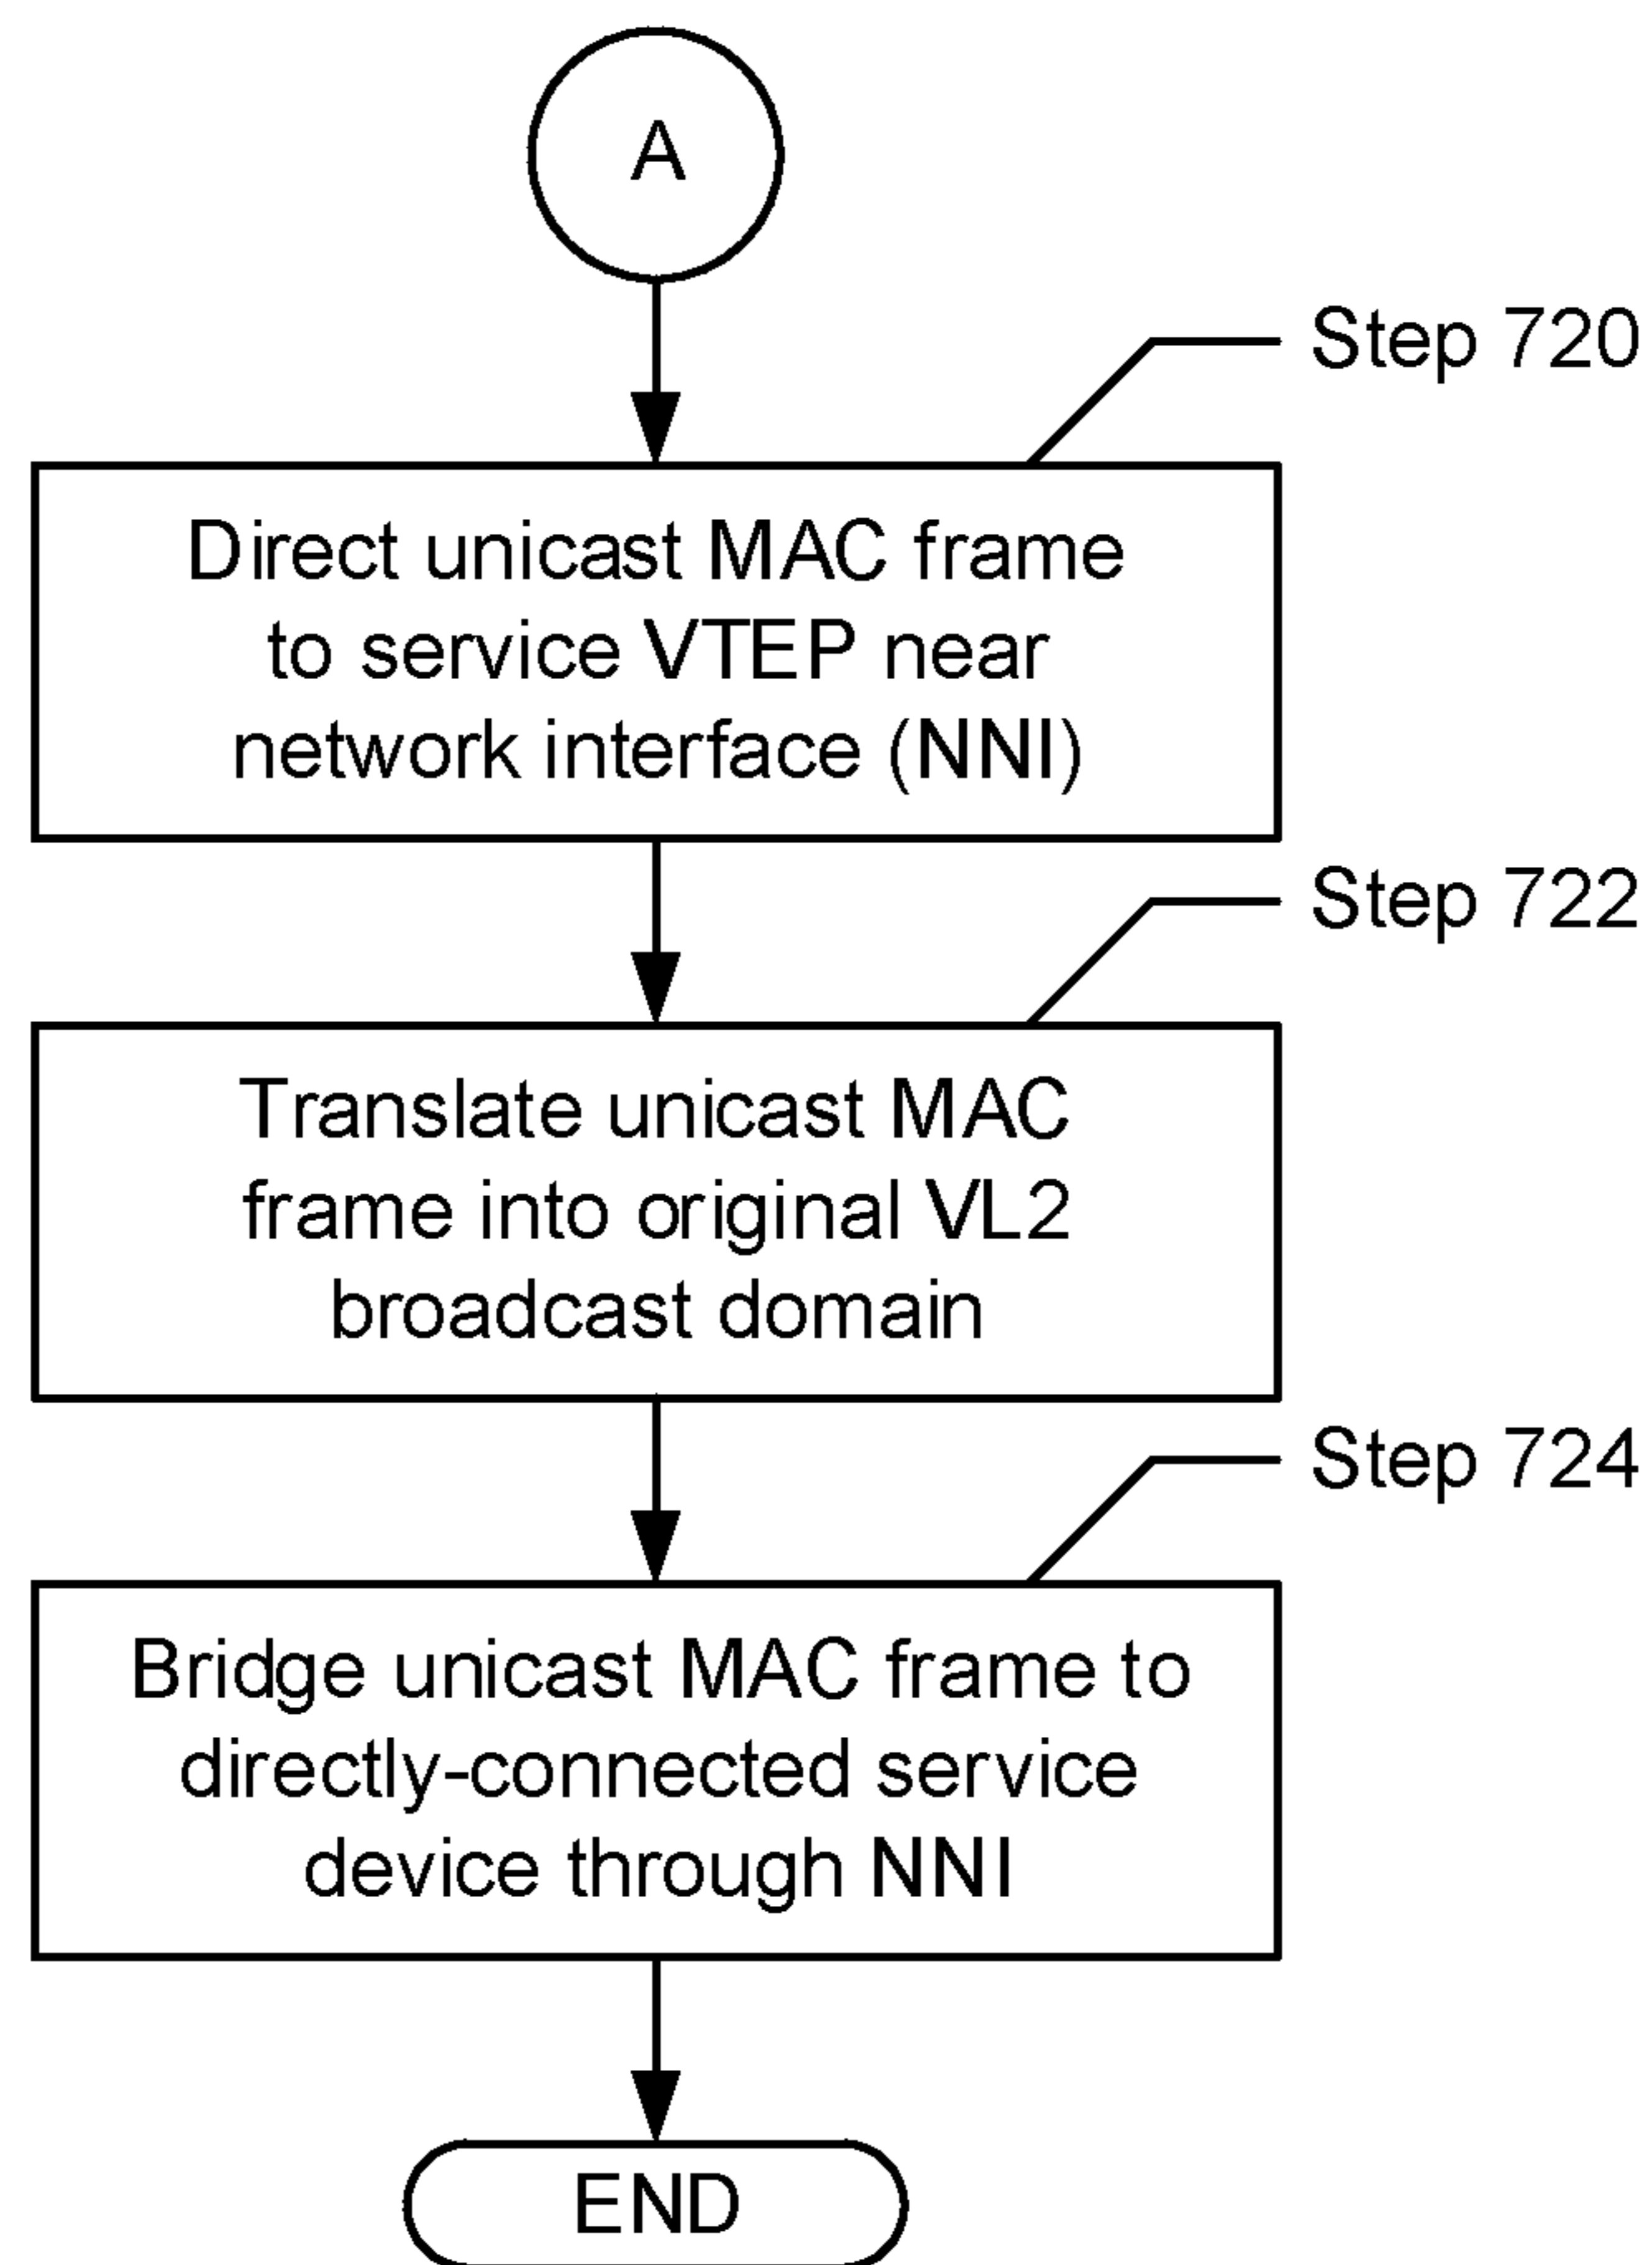 A
Step 720
Direct unicast MAC frame
to service VTEP near
network interface (NNI)
Step 722
Translate unicast MAC
frame into original VL2
broadcast domain
Step 724
Bridge unicast MAC frame to
directly-connected service
device through NNI
END